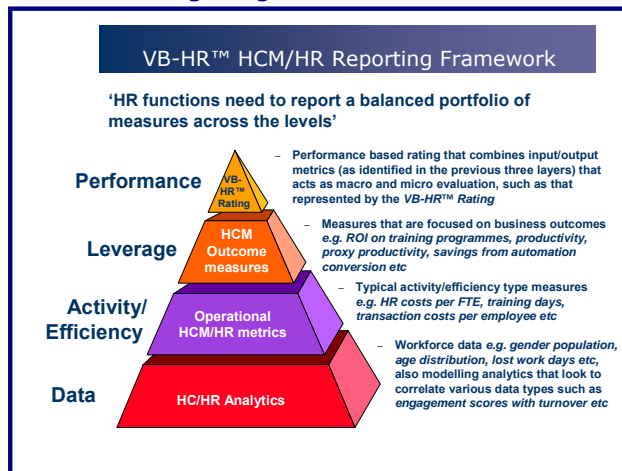 VB-HR™ HCM/HR Reporting Framework
‘HR functions need to report a balanced portfolio of
measures across the levels’
Performance
VB-
HR™
Rating
– Performance based rating that combines input/output
metrics (as identified in the previous three layers) that
acts as macro and micro evaluation, such as that
represented by the VB-HR™ Rating
Leverage
HCM
Outcome
measures
– Measures that are focused on business outcomes
e.g. ROI on training programmes, productivity,
proxy productivity, savings from automation
conversion etc
Activity/
Efficiency
Operational
HCM/HR metrics
– Typical activity/efficiency type measures
e.g. HR costs per FTE, training days,
transaction costs per employee etc
Data
HC/HR Analytics
– Workforce data e.g. gender population,
age distribution, lost work days etc,
also modelling analytics that look to
correlate various data types such as
engagement scores with turnover etc